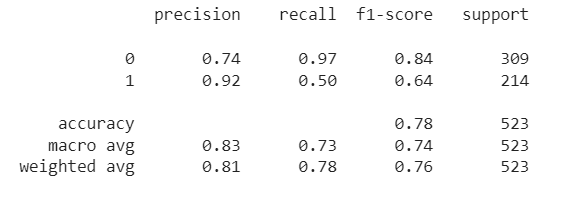 precision recall f1-score support
0 0.74 0.97 0.84 309
1 0.92 0.50 0.64 214
accuracy 0.78 523
macro avg 0.83 0.73 0.74 523
weighted avg 0.81 0.78 0.76 523